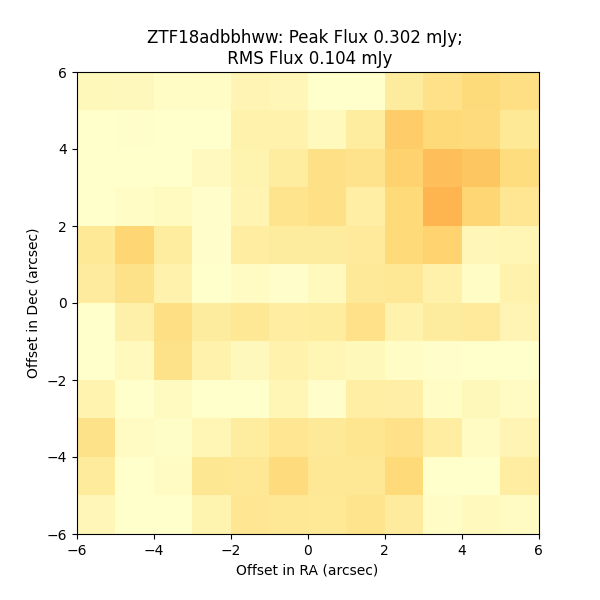 ZTF18adbbhww: Peak Flux 0.302 mJy;
RMS Flux 0.104 mJy
6
4
2
0
−2
−4
−6
Offset in Dec (arcsec)
−6 −4 −2 0 2 4 6
Offset in RA (arcsec)